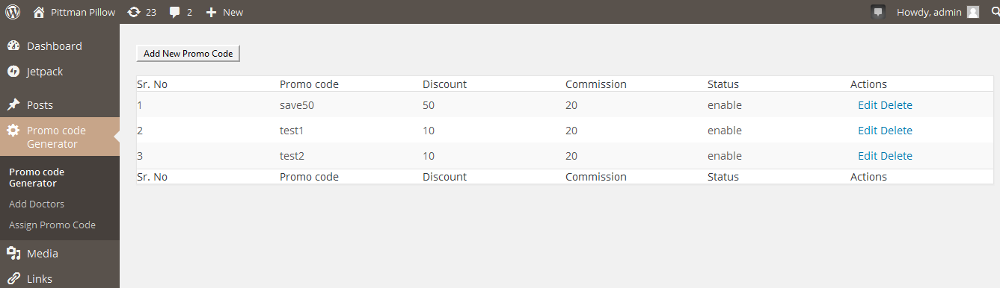 Pittman Pillow 23 2 New Howdy, admin
Dashboard
Jetpack
Posts
Promo code
Generator
Promo code
Generator
Add Doctors
Assign Promo Code
Media
Links
Add New Promo Code
Sr. No Promo code Discount Commission Status Actions
1 save50 50 20 enable Edit Delete
2 test1 10 20 enable Edit Delete
3 test2 10 20 enable Edit Delete
Sr. No Promo code Discount Commission Status Actions